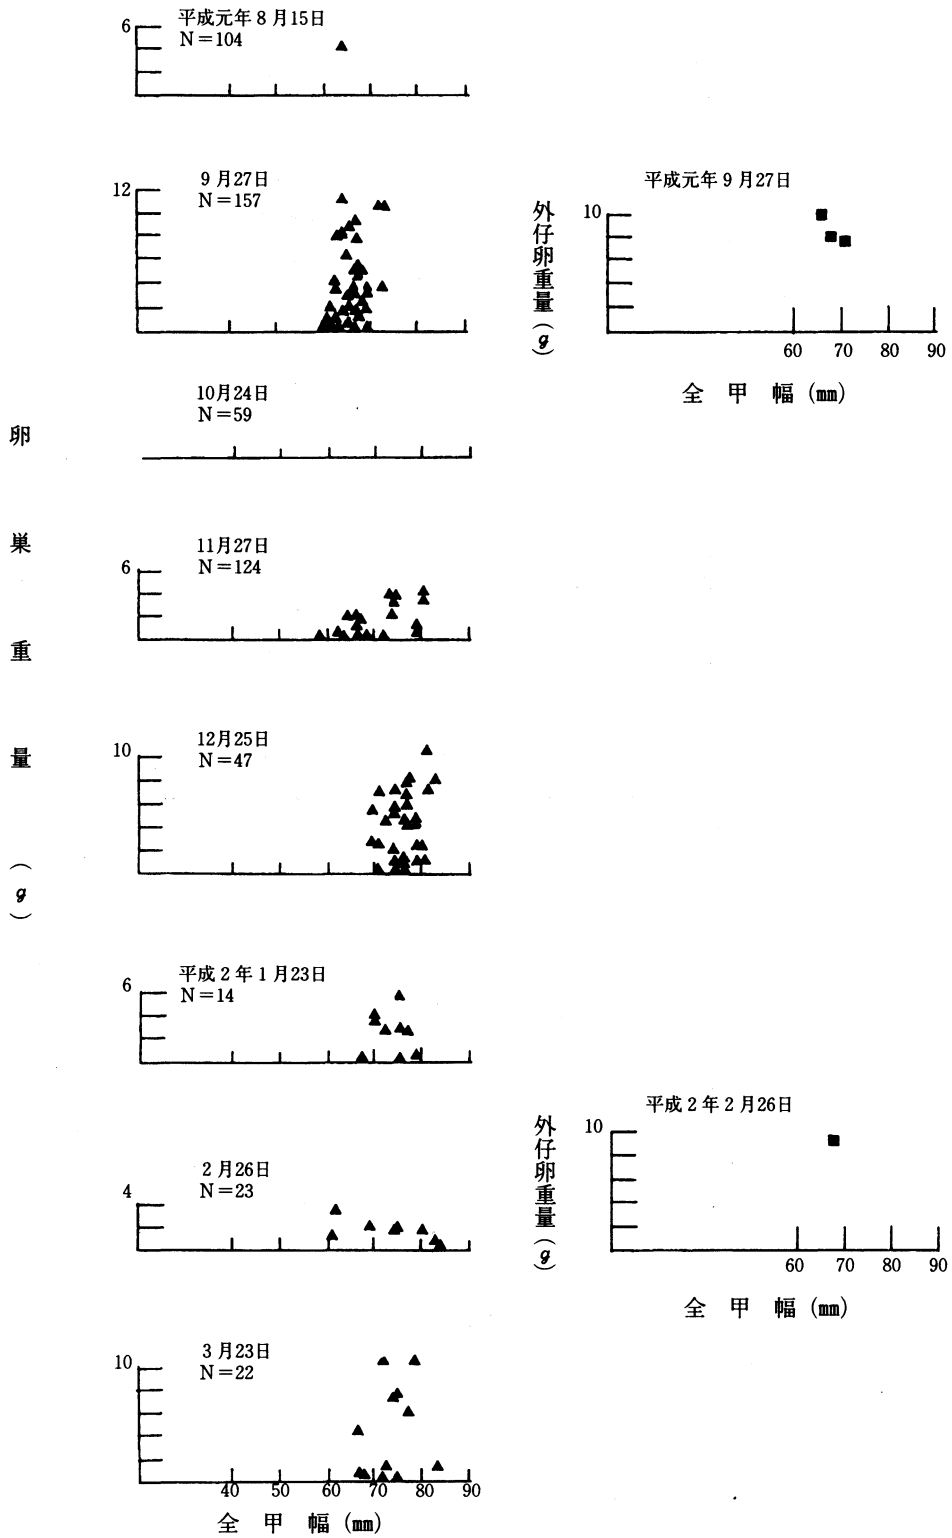 平成元年8月15日
N=104
6
9月27日
N=157
12
10月24日
N=59
11月27日
N=124
6
12月25日
N=47
10
平成2年1月23日
N=14
6
2月26日
N=23
4
3月23日
N=22
10
40 50 60 70 80 90
全甲幅(mm)
卵巣重量(g)
平成元年9月27日
10
外仔卵重量(g)
60 70 80 90
全甲幅(mm)
平成2年2月26日
10
外仔卵重量(g)
60 70 80 90
全甲幅(mm)